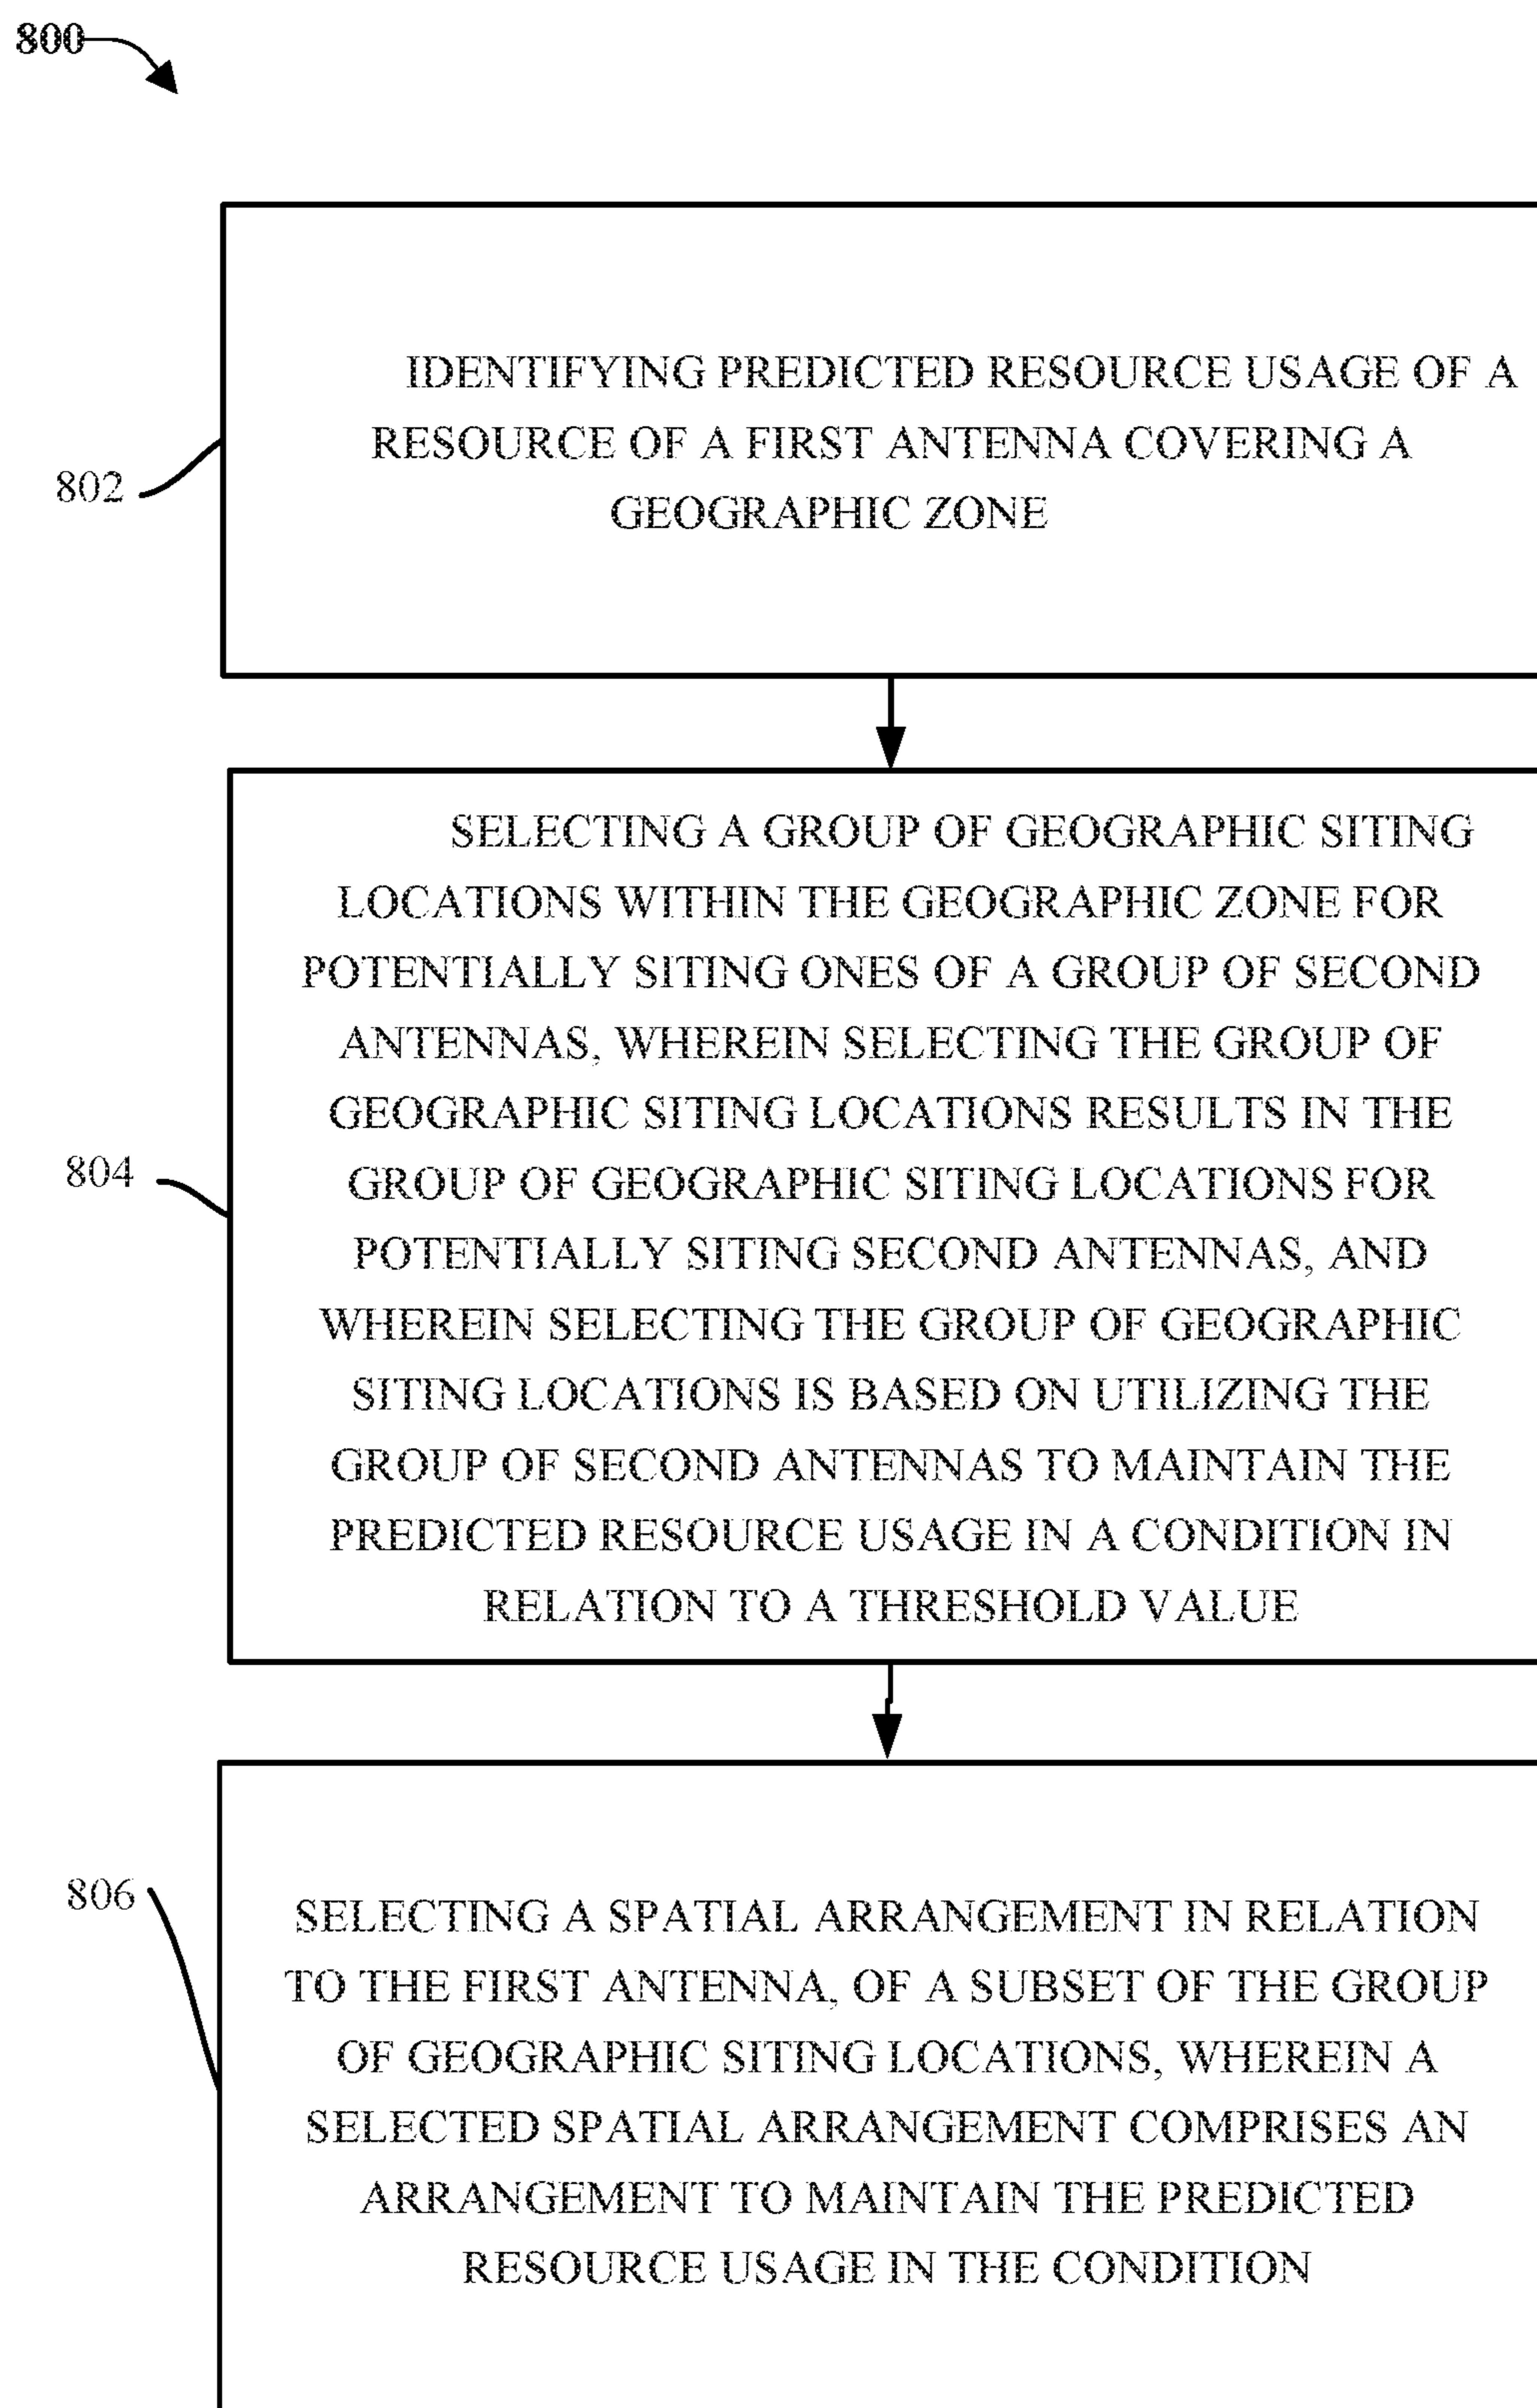 800
IDENTIFYING PREDICTED RESOURCE USAGE OF A
RESOURCE OF A FIRST ANTENNA COVERING A
GEOGRAPHIC ZONE
802
SELECTING A GROUP OF GEOGRAPHIC SITING
LOCATIONS WITHIN THE GEOGRAPHIC ZONE FOR
POTENTIALLY SITING ONES OF A GROUP OF SECOND
ANTENNAS, WHEREIN SELECTING THE GROUP OF
GEOGRAPHIC SITING LOCATIONS RESULTS IN THE
GROUP OF GEOGRAPHIC SITING LOCATIONS FOR
POTENTIALLY SITING SECOND ANTENNAS, AND
WHEREIN SELECTING THE GROUP OF GEOGRAPHIC
SITING LOCATIONS IS BASED ON UTILIZING THE
GROUP OF SECOND ANTENNAS TO MAINTAIN THE
PREDICTED RESOURCE USAGE IN A CONDITION IN
RELATION TO A THRESHOLD VALUE
804
SELECTING A SPATIAL ARRANGEMENT IN RELATION
TO THE FIRST ANTENNA, OF A SUBSET OF THE GROUP
OF GEOGRAPHIC SITING LOCATIONS, WHEREIN A
SELECTED SPATIAL ARRANGEMENT COMPRISES AN
ARRANGEMENT TO MAINTAIN THE PREDICTED
RESOURCE USAGE IN THE CONDITION
806